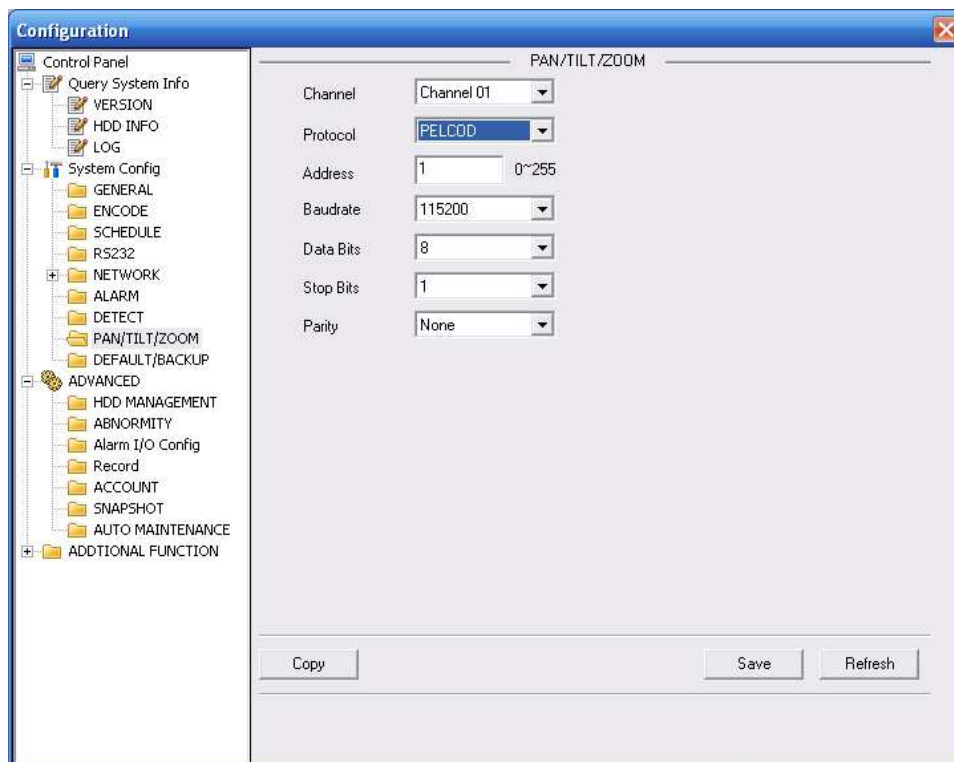 Configuration
Control Panel
Query System Info
VERSION
HDD INFO
LOG
System Config
GENERAL
ENCODE
SCHEDULE
RS232
NETWORK
ALARM
DETECT
PAN/TILT/ZOOM
DEFAULT/BACKUP
ADVANCED
HDD MANAGEMENT
ABNORMITY
Alarm I/O Config
Record
ACCOUNT
SNAPSHOT
AUTO MAINTENANCE
ADDTIONAL FUNCTION
PAN/TILT/ZOOM
Channel Channel 01
Protocol PELCOD
Address 1 0~255
Baudrate 115200
Data Bits 8
Stop Bits 1
Parity None
Copy Save Refresh